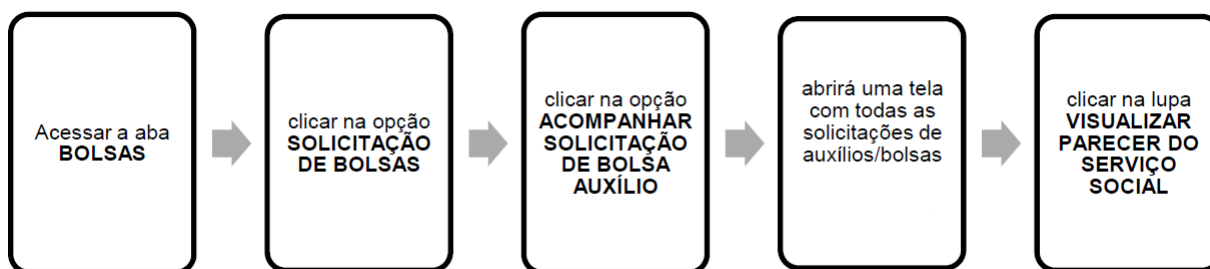 Acessar a aba
BOLSAS
clicar na opção
SOLICITAÇÃO
DE BOLSAS
clicar na opção
ACOMPANHAR
SOLICITAÇÃO
DE BOLSA
AUXÍLIO
abrirá uma tela
com todas as
solicitações de
auxílios/bolsas
clicar na lupa
VISUALIZAR
PARECER DO
SERVIÇO
SOCIAL